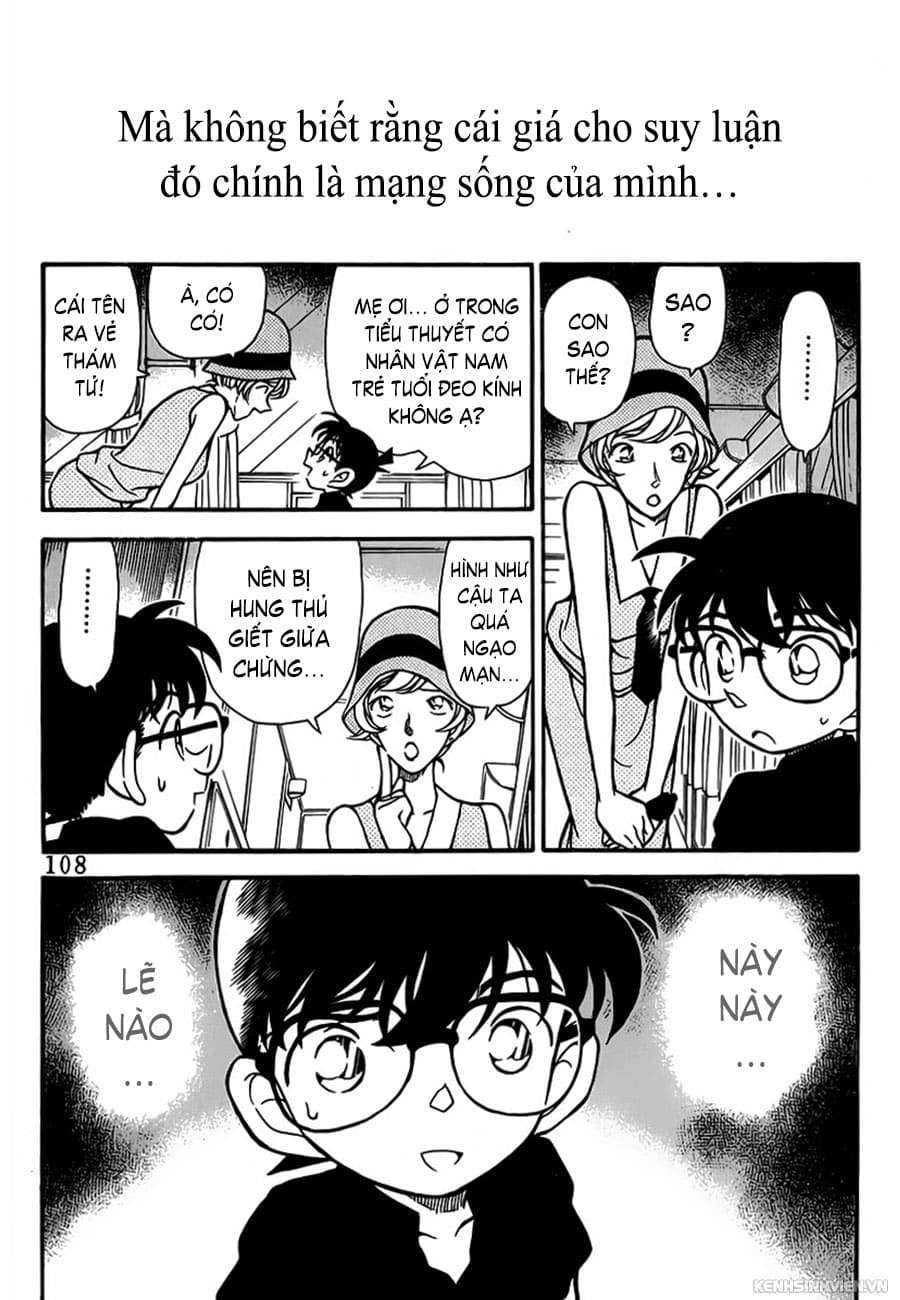 Mà không biết rằng cái giá cho suy luận
đó chính là mạng sống của mình…
.........
SAO
?
CON
SAO
THẾ?
MẸ ƠI... Ở TRONG
TIỂU THUYẾT CÓ
NHÂN VẬT NAM
TRẺ TUỔI ĐEO KÍNH
KHÔNG Ạ?
À, CÓ
CÓ!
CÁI TÊN
RA VẺ
THÁM
TỬ!
HÌNH NHƯ
CẬU TA
QUÁ
NGẠO
MẠN...
NÊN BỊ
HUNG THỦ
GIẾT GIỮA
CHỪNG...
.........
108
NÀY
NÀY
...
LẼ
NÀO
...
KENHSINHVIEN.VN